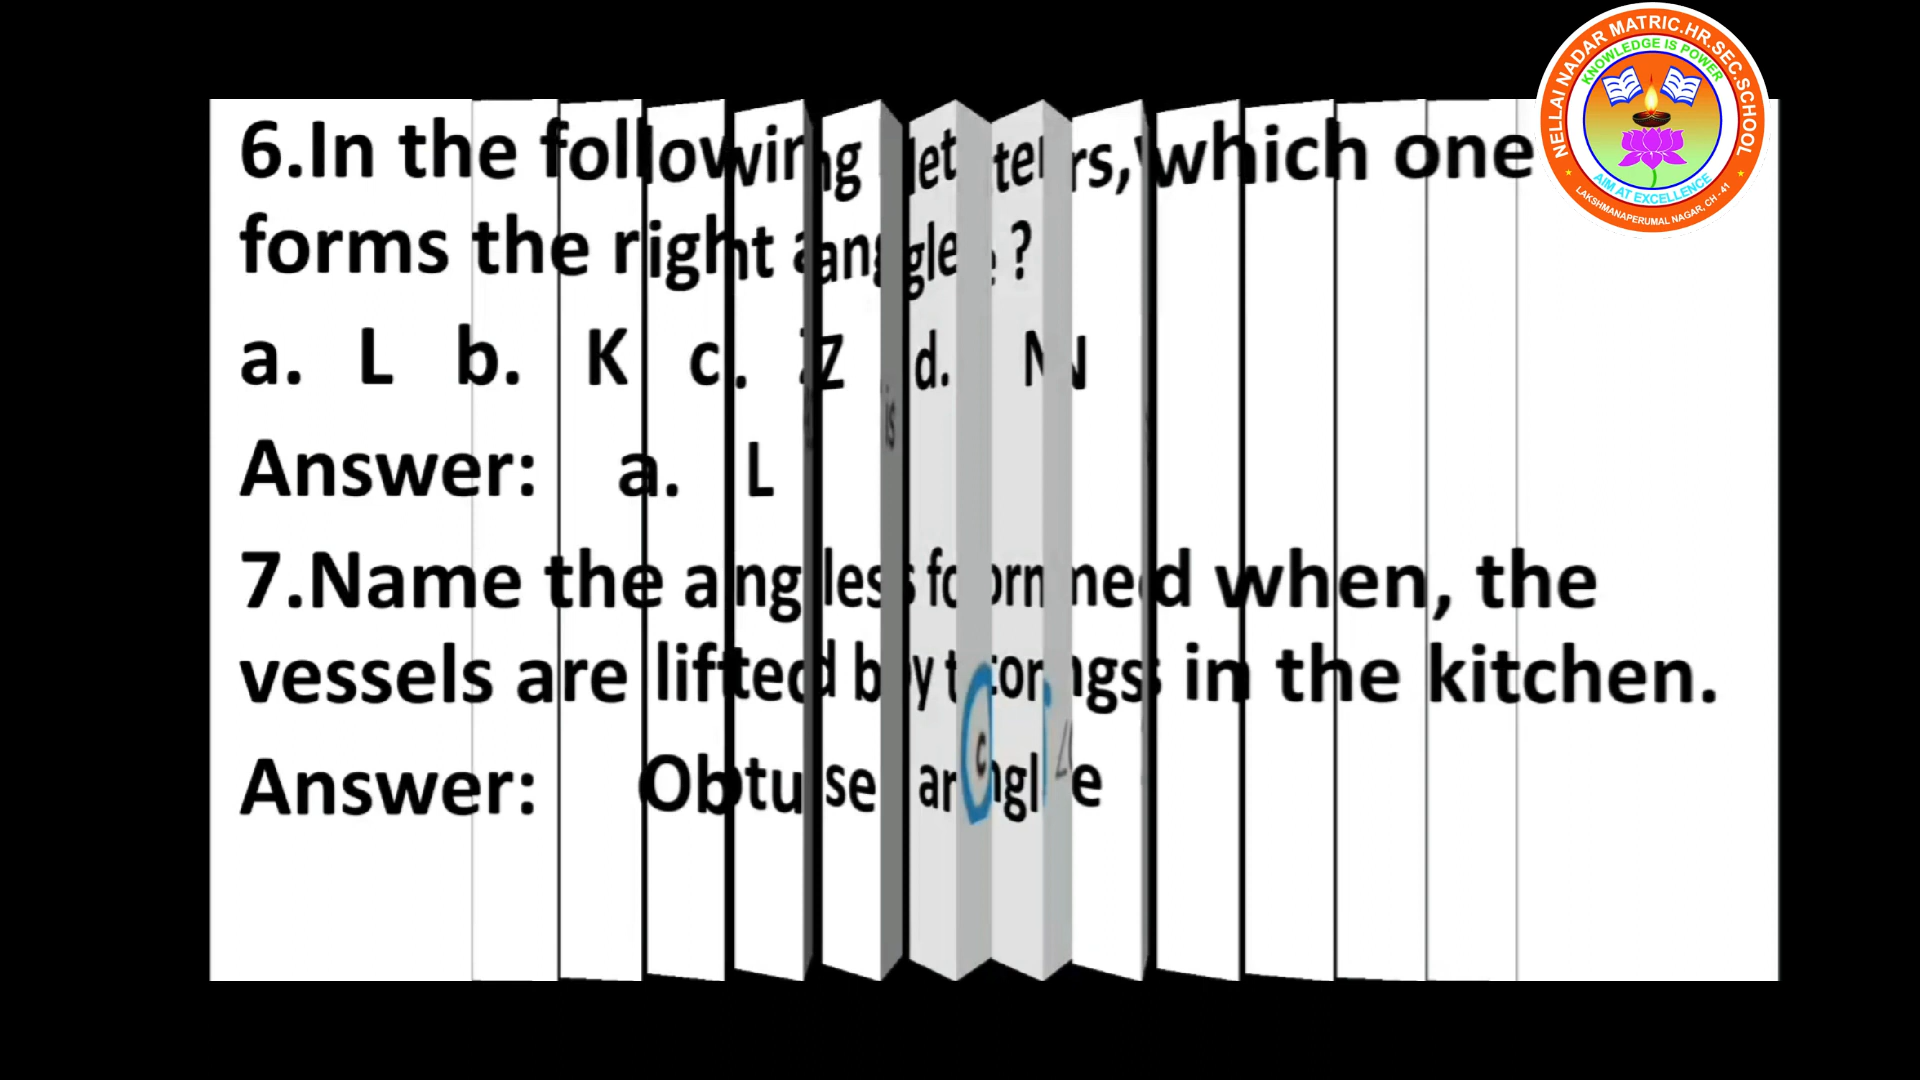 6.In the following letters, which one
forms the right angle ?
a. L b. K c. Z d. N
Answer: a. L
7.Name the angles formed when, the
vessels are lifted by tongs in the kitchen.
Answer: Obtuse angle
is
c
NELLAI NADAR MATRIC.HR.SEC.SCHOOL
KNOWLEDGE IS POWER
AIM AT EXCELLENCE
LAKSHMANAPERUMAL NAGAR, CH - 41